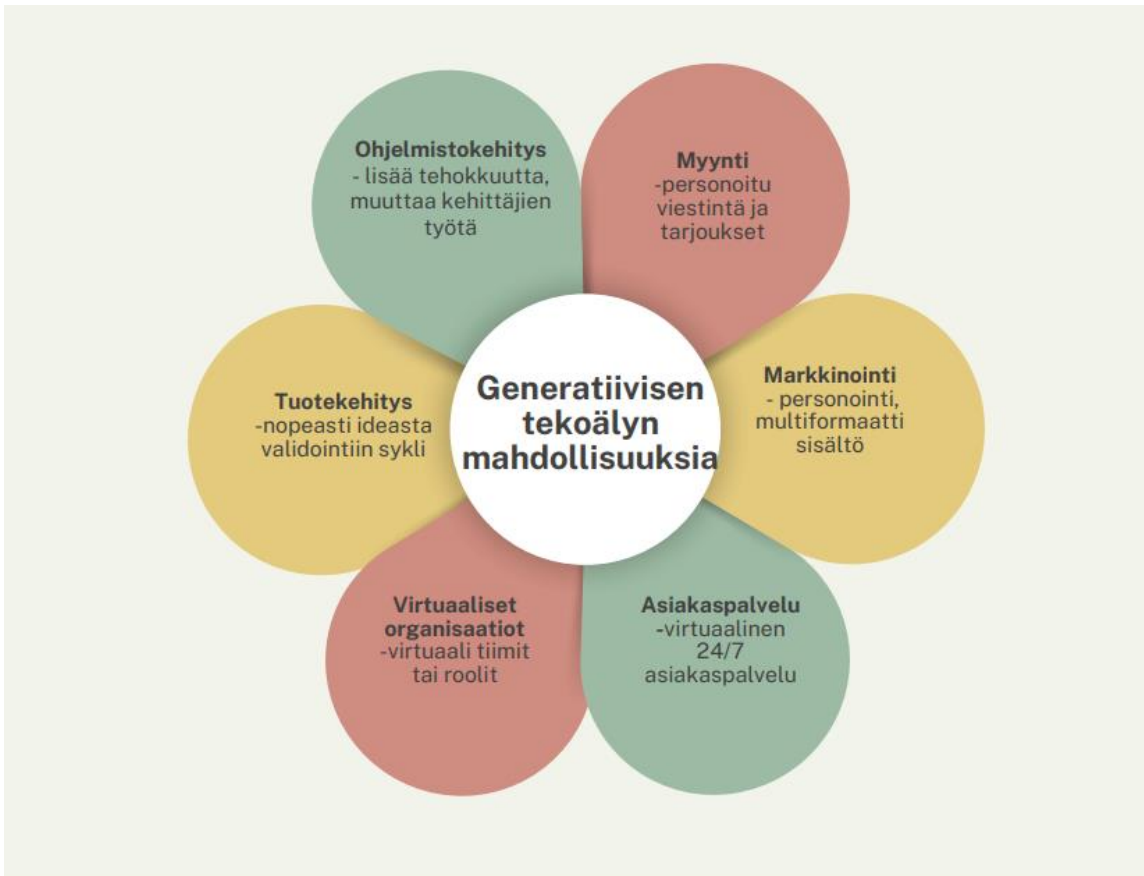 Ohjelmistokehitys
- lisää tehokkuutta,
muuttaa kehittäjien
työtä
Myynti
-personoitu
viestintä ja
tarjoukset
Tuotekehitys
-nopeasti ideasta
validointiin sykli
Generatiivisen
tekoälyn
mahdollisuuksia
Markkinointi
- personointi,
multiformaatti
sisältö
Virtuaaliset
organisaatiot
-virtuaali tiimit
tai roolit
Asiakaspalvelu
-virtuaalinen
24/7
asiakaspalvelu